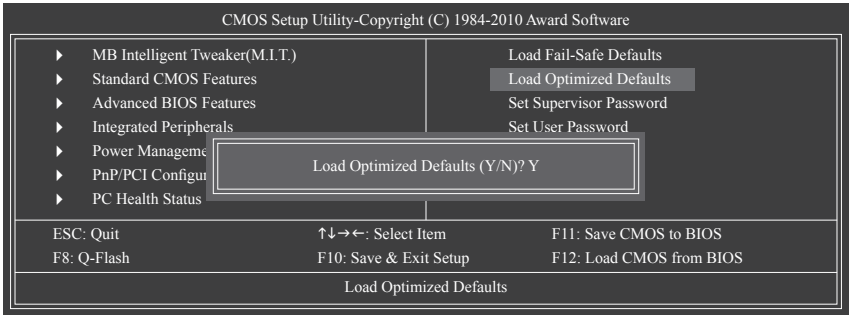 CMOS Setup Utility-Copyright (C) 1984-2010 Award Software
MB Intelligent Tweaker(M.I.T.)
Standard CMOS Features
Advanced BIOS Features
Integrated Peripherals
Power Manageme
PnP/PCI Configur
PC Health Status
Load Fail-Safe Defaults
Load Optimized Defaults
Set Supervisor Password
Set User Password
Load Optimized Defaults (Y/N)? Y
ESC: Quit
↑↓→←: Select Item
F11: Save CMOS to BIOS
F8: Q-Flash
F10: Save & Exit Setup
F12: Load CMOS from BIOS
Load Optimized Defaults